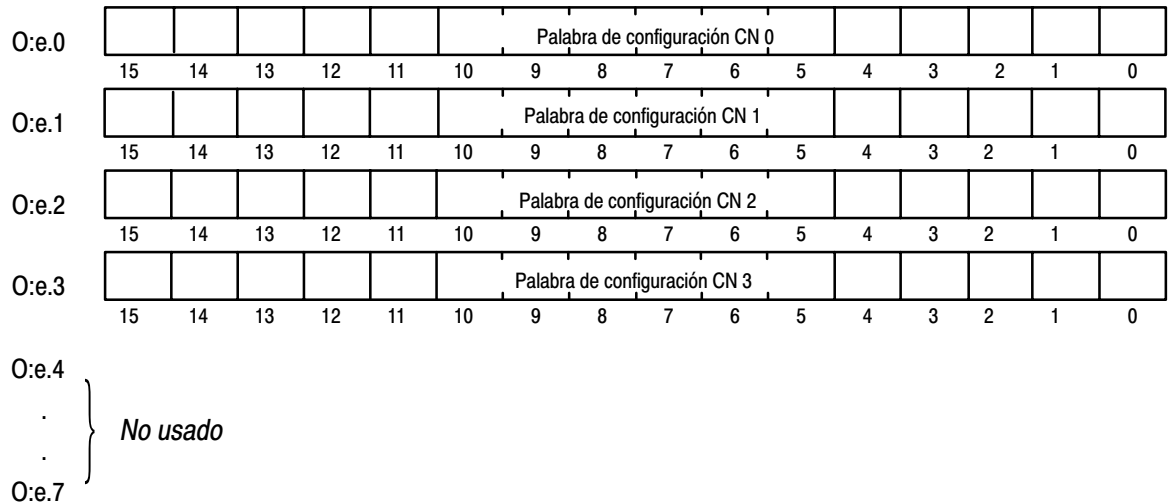 O:e.0 Palabra de configuración CN 0
15 14 13 12 11 10 9 8 7 6 5 4 3 2 1 0
O:e.1 Palabra de configuración CN 1
15 14 13 12 11 10 9 8 7 6 5 4 3 2 1 0
O:e.2 Palabra de configuración CN 2
15 14 13 12 11 10 9 8 7 6 5 4 3 2 1 0
O:e.3 Palabra de configuración CN 3
15 14 13 12 11 10 9 8 7 6 5 4 3 2 1 0
O:e.4
.
No usado
.
O:e.7